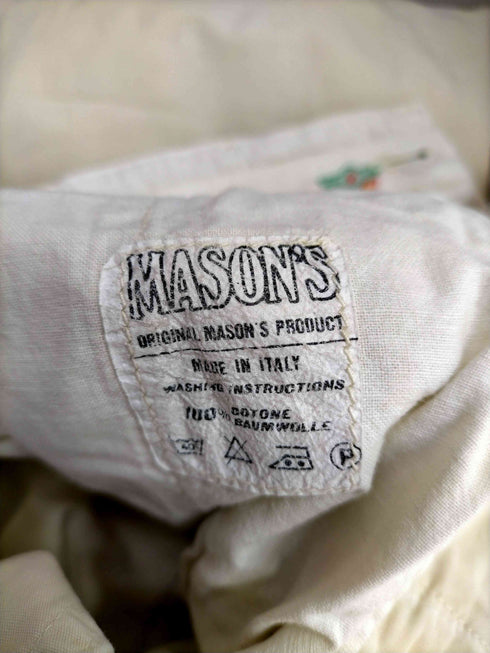 MASON'S
ORIGINAL MASON'S PRODUCT
MADE IN ITALY
WASHING INSTRUCTIONS
100% COTONE
BAUMWOLLE
P